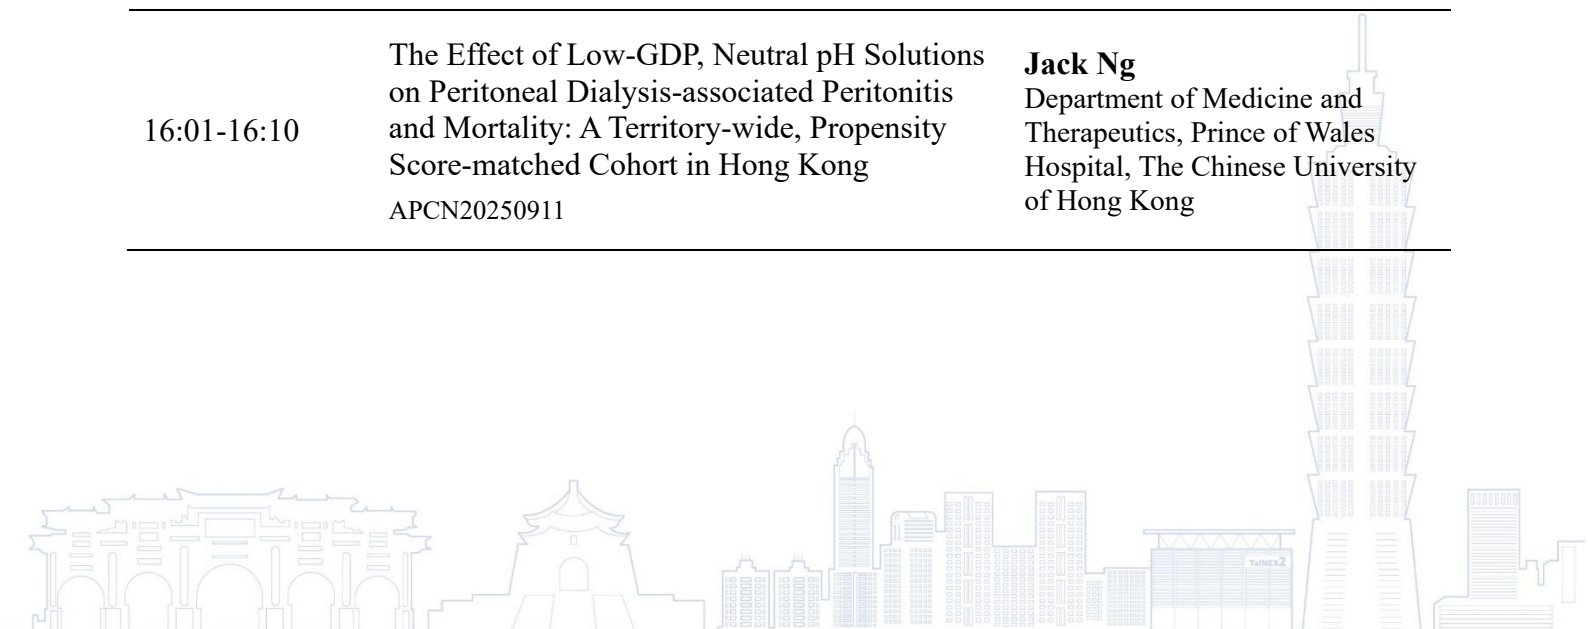 16:01-16:10
The Effect of Low-GDP, Neutral pH Solutions
on Peritoneal Dialysis-associated Peritonitis
and Mortality: A Territory-wide, Propensity
Score-matched Cohort in Hong Kong
APCN20250911
Jack Ng
Department of Medicine and
Therapeutics, Prince of Wales
Hospital, The Chinese University
of Hong Kong
TaiNEX2